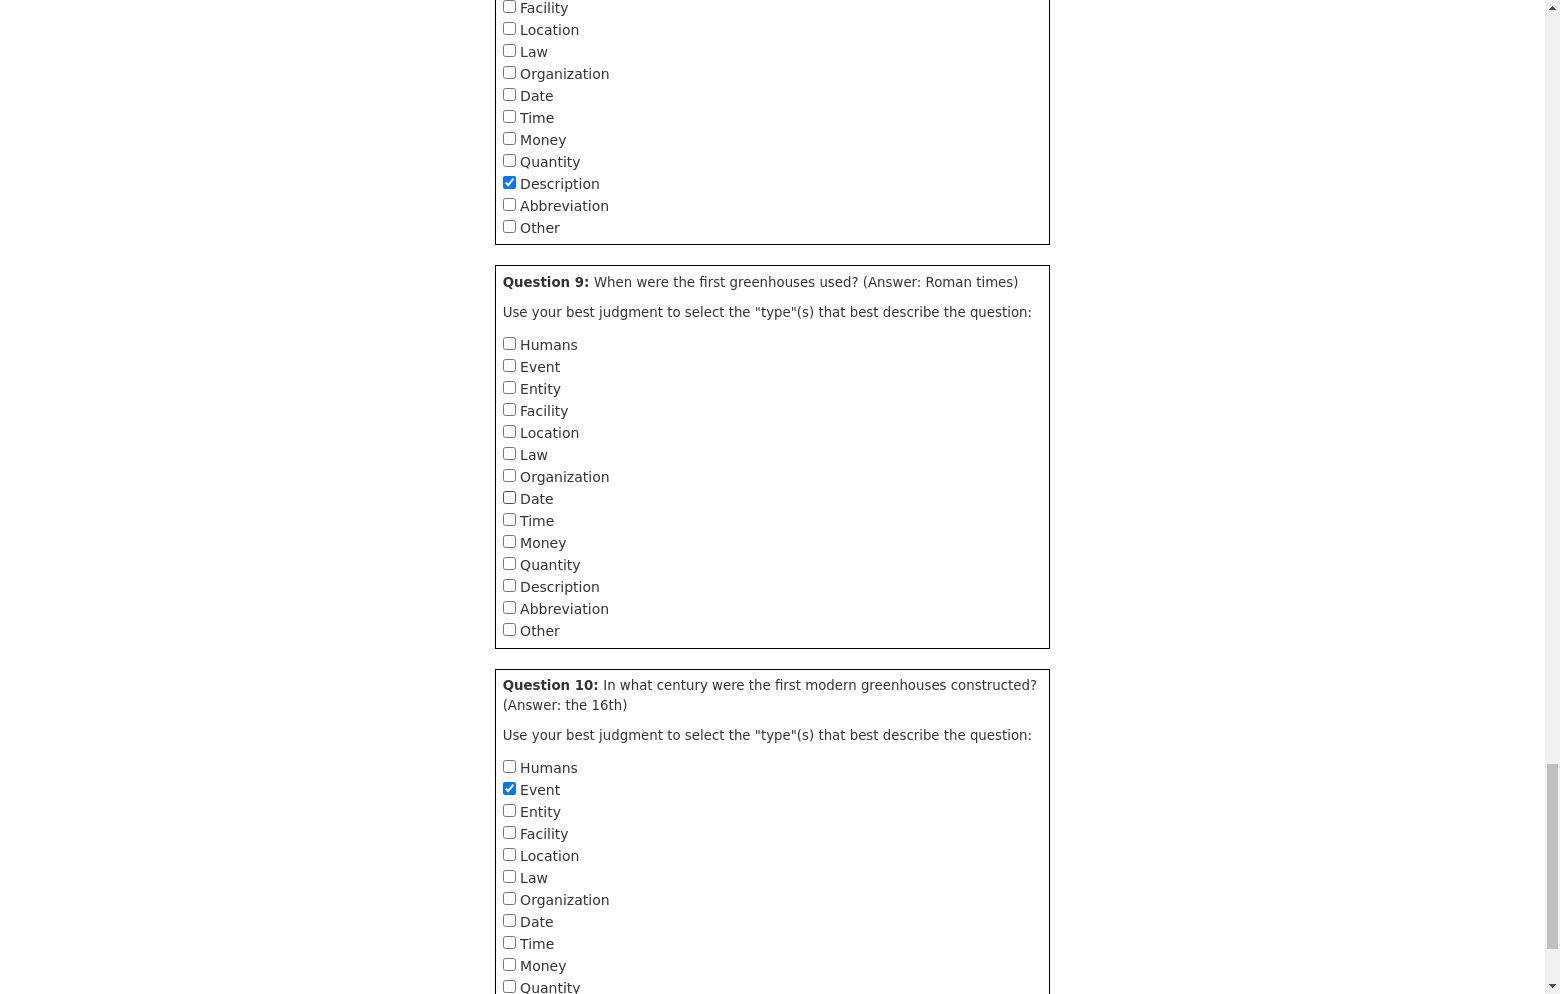 Facility
Location
Law
Organization
Date
Time
Money
Quantity
Description
Abbreviation
Other
Question 9: When were the first greenhouses used? (Answer: Roman times)
Use your best judgment to select the "type"(s) that best describe the question:
Humans
Event
Entity
Facility
Location
Law
Organization
Date
Time
Money
Quantity
Description
Abbreviation
Other
Question 10: In what century were the first modern greenhouses constructed?
(Answer: the 16th)
Use your best judgment to select the "type"(s) that best describe the question:
Humans
Event
Entity
Facility
Location
Law
Organization
Date
Time
Money
Quantity